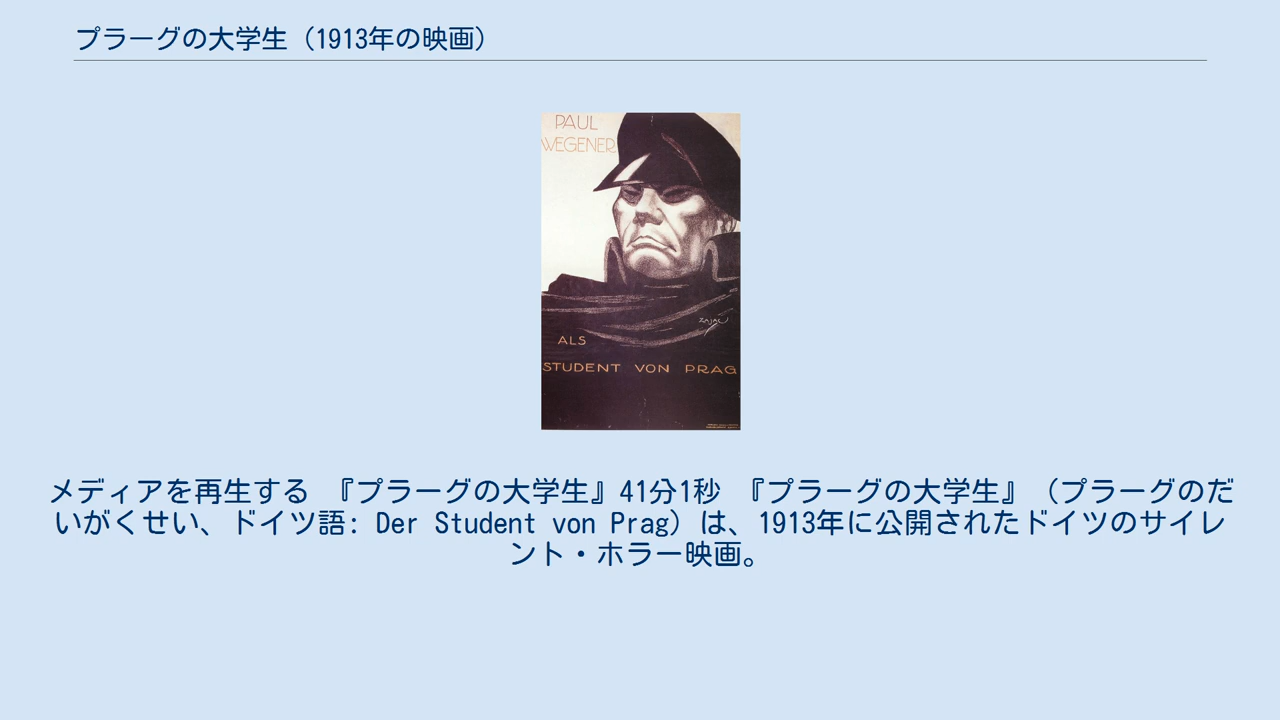 プラーグの大学生（1913年の映画）
PAUL
WEGENER
ALS
STUDENT VON PRAG
メディアを再生する 『プラーグの大学生』41分1秒 『プラーグの大学生』（プラーグのだ
いがくせい、ドイツ語: Der Student von Prag）は、1913年に公開されたドイツのサイレ
ント・ホラー映画。